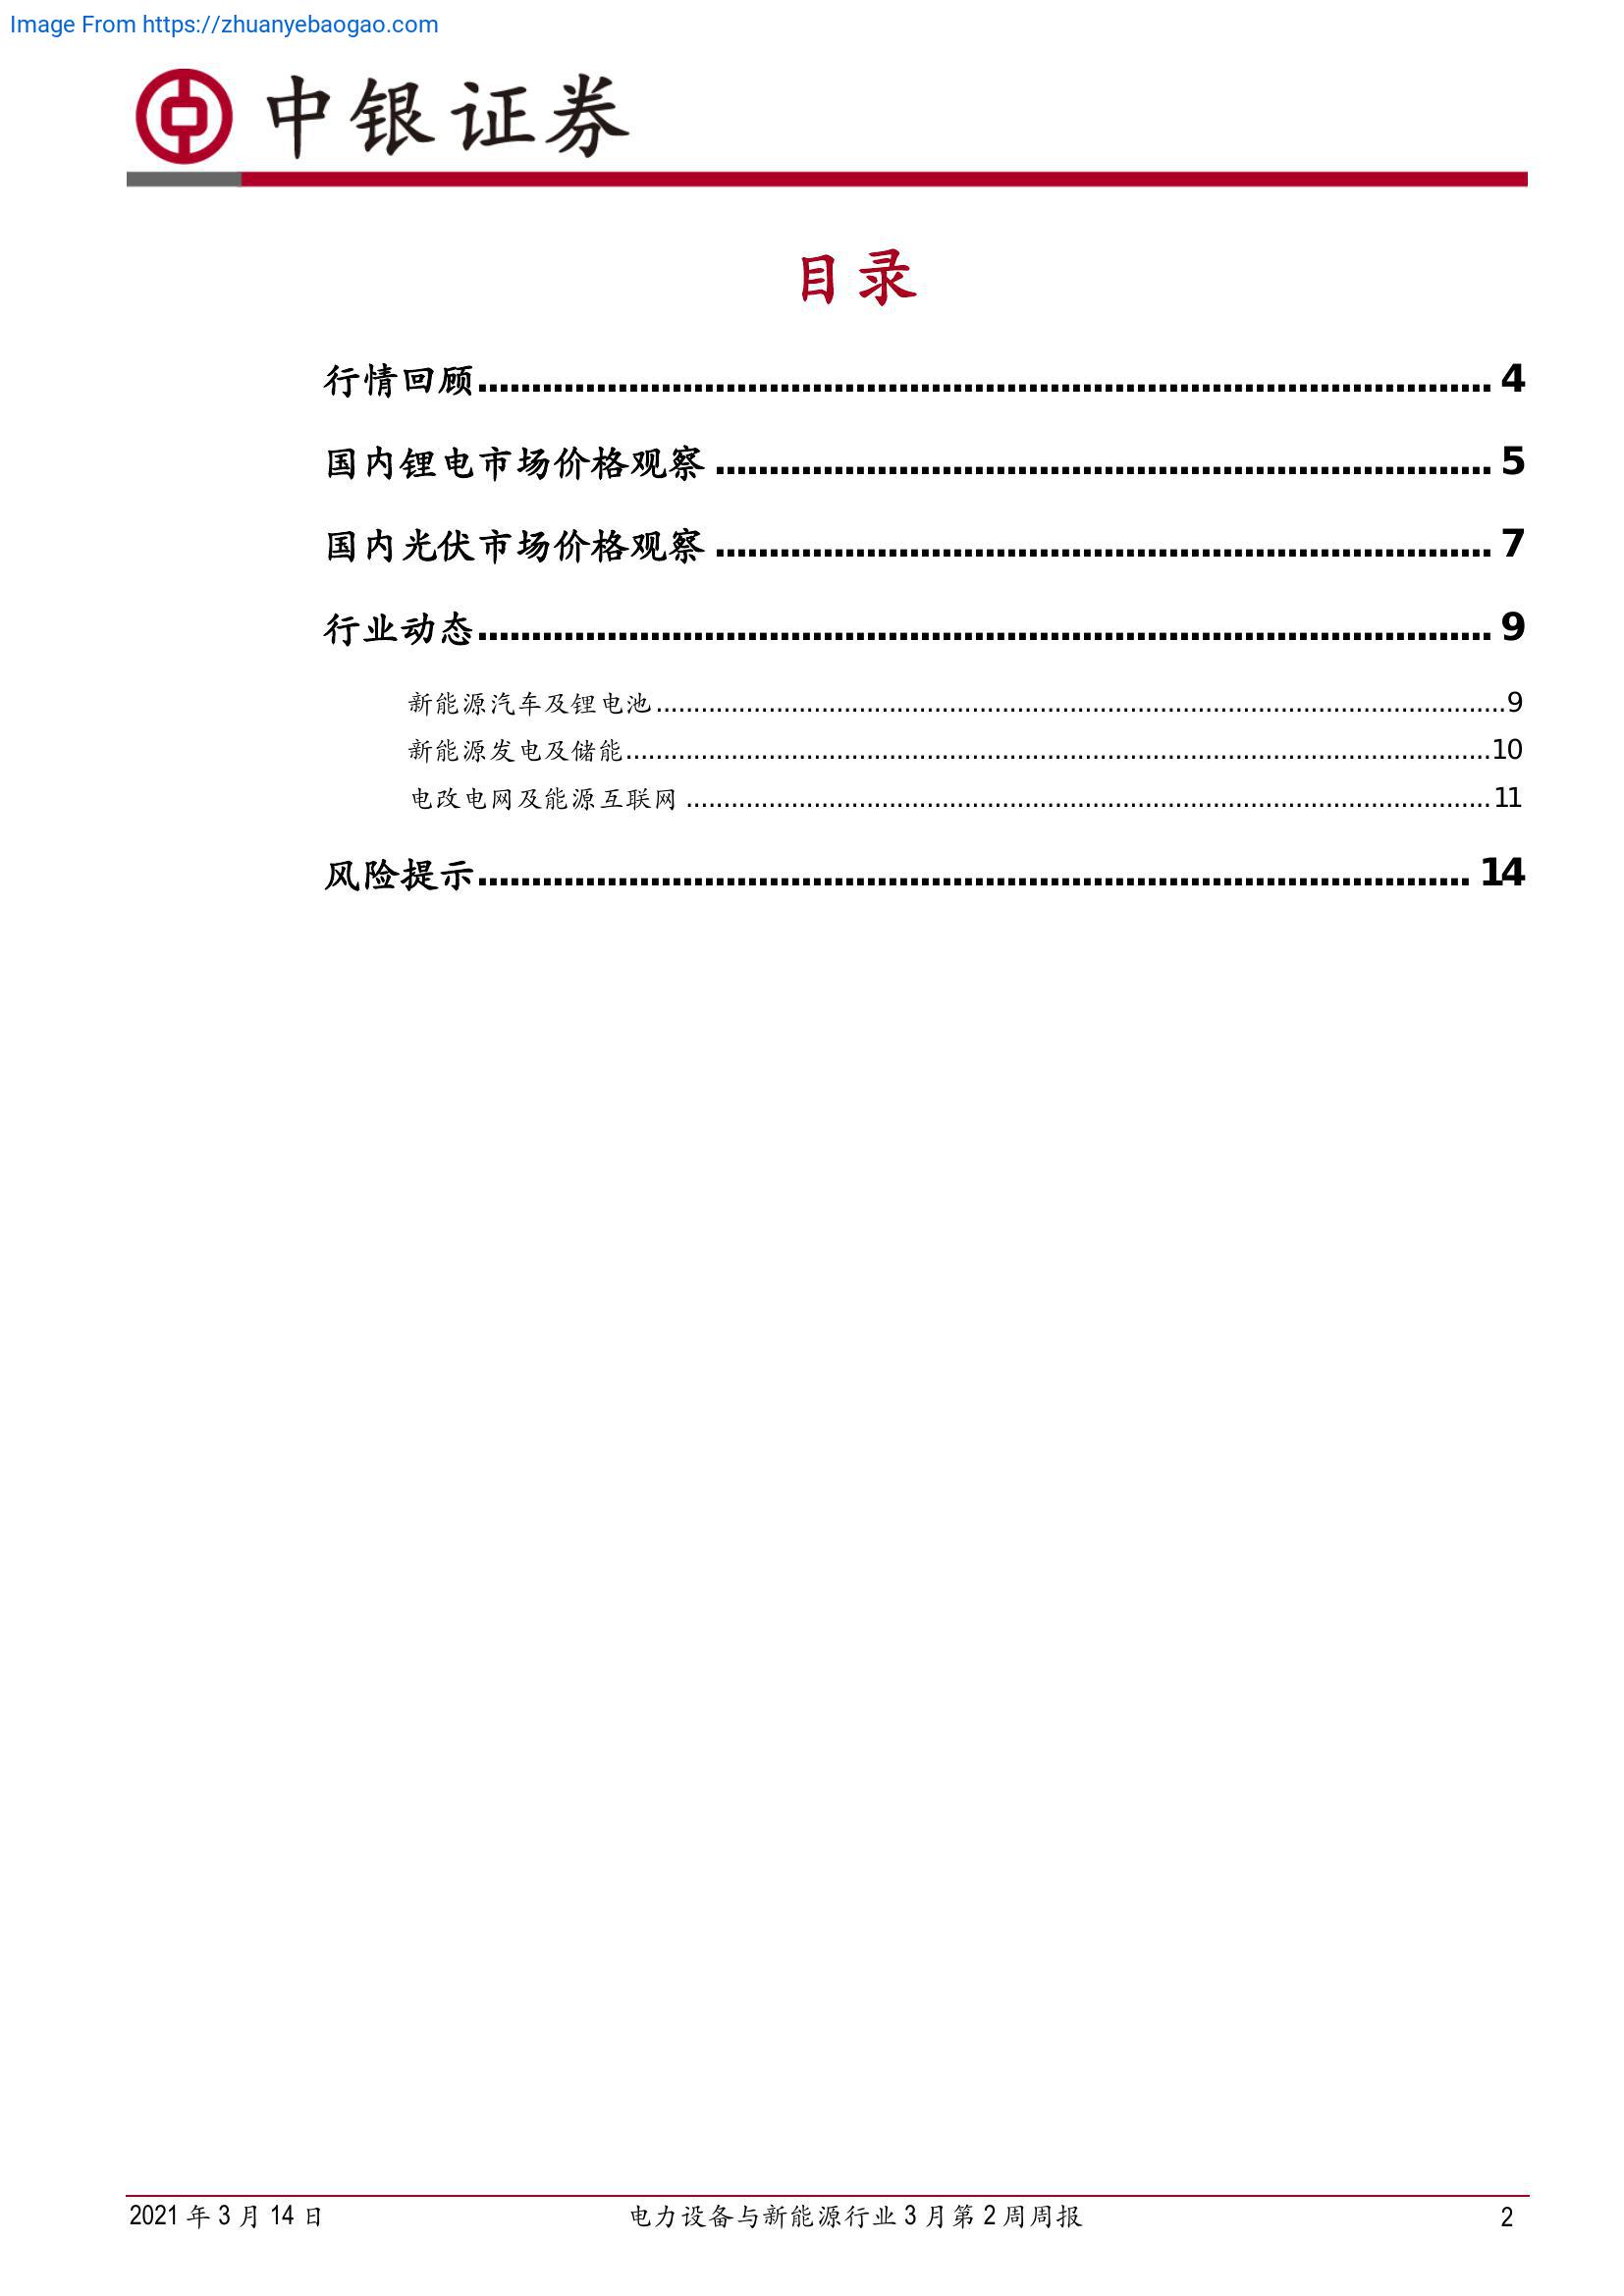 Image From https://zhuanyebaogao.com
中银证券
目录
行情回顾........................................................................ 4
国内锂电市场价格观察........................................................................ 5
国内光伏市场价格观察........................................................................ 7
行业动态........................................................................ 9
新能源汽车及锂电池........................................................................9
新能源发电及储能........................................................................10
电改电网及能源互联网........................................................................11
风险提示........................................................................ 14
2021 年 3 月 14 日 电力设备与新能源行业 3 月第 2 周周报 2